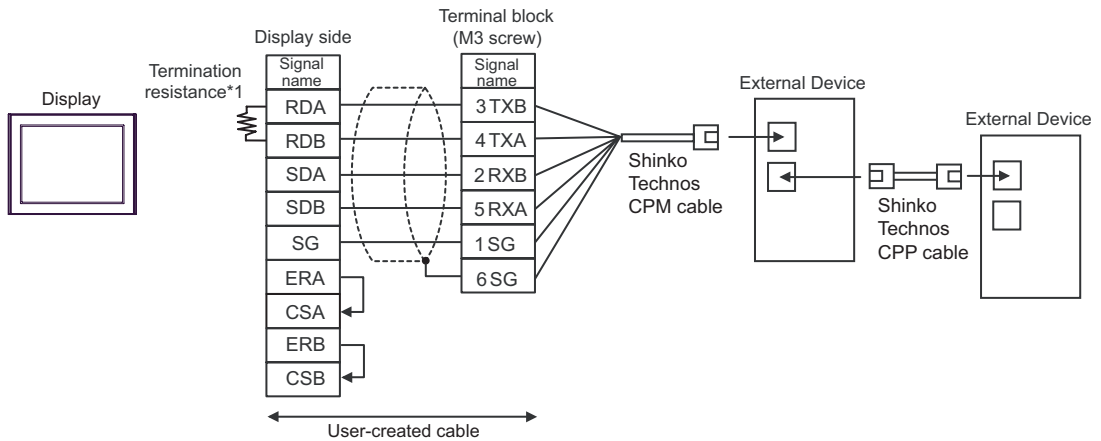 Display
Termination
resistance*1
Display side
Signal
name
RDA
RDB
SDA
SDB
SG
ERA
CSA
ERB
CSB
Terminal block
(M3 screw)
Signal
name
3 TXB
4 TXA
2 RXB
5 RXA
1 SG
6 SG
User-created cable
Shinko
Technos
CPM cable
External Device
Shinko
Technos
CPP cable
External Device